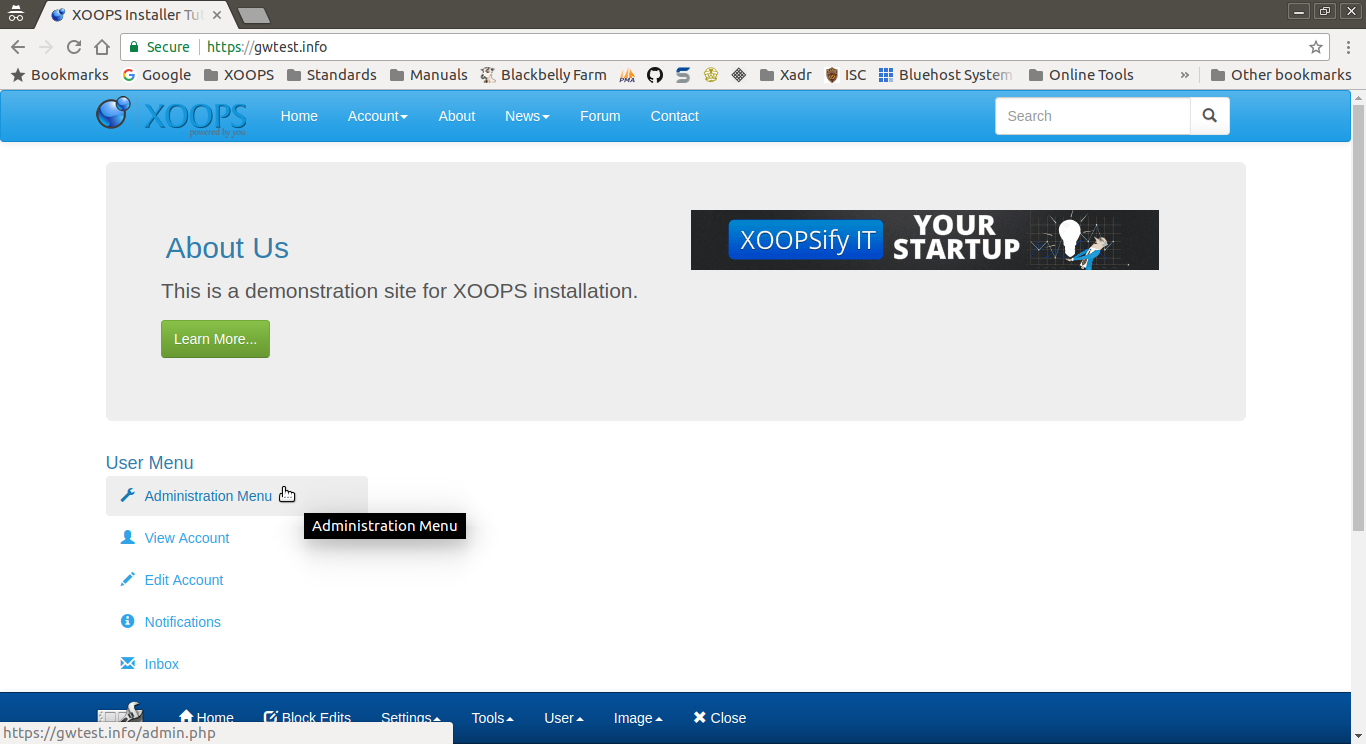 XOOPS Installer Tu
Secure https://gwtest.info
Bookmarks Google XOOPS Standards Manuals Blackbelly Farm PMA Xadr ISC Bluehost System Online Tools » Other bookmarks
XOOPS
powered by you
Home Account About News Forum Contact Search
XOOPSify IT YOUR STARTUP
About Us
This is a demonstration site for XOOPS installation.
Learn More...
User Menu
Administration Menu
Administration Menu
View Account
Edit Account
Notifications
Inbox
Home Block Edits Settings Tools User Image Close
https://gwtest.info/admin.php